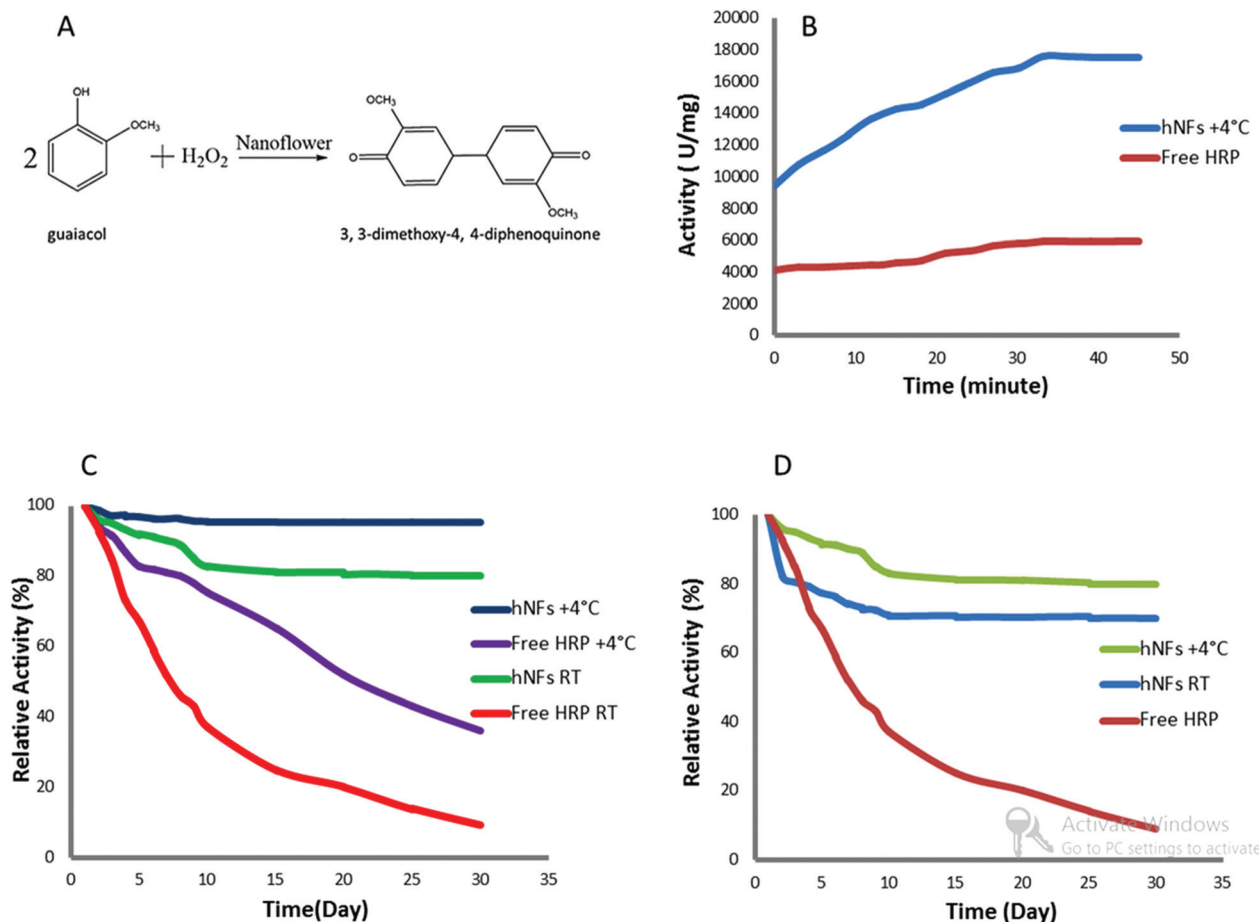 A
OH
OCH3
2
+ H2O2
Nanoflower
guaiacol
OCH3
O
O
OCH3
3, 3-dimethoxy-4, 4-diphenoquinone
B
20000
18000
16000
14000
12000
10000
8000
6000
4000
2000
0
Activity ( U/mg)
0 10 20 30 40 50
Time (minute)
hNFs +4°C
Free HRP
C
100
80
60
40
20
0
Relative Activity (%)
0 5 10 15 20 25 30 35
Time(Day)
hNFs +4°C
Free HRP +4°C
hNFs RT
Free HRP RT
D
100
80
60
40
20
0
Relative Activity (%)
0 5 10 15 20 25 30 35
Time (Day)
hNFs +4°C
hNFs RT
Free HRP
Activate Windows
Go to PC settings to activate